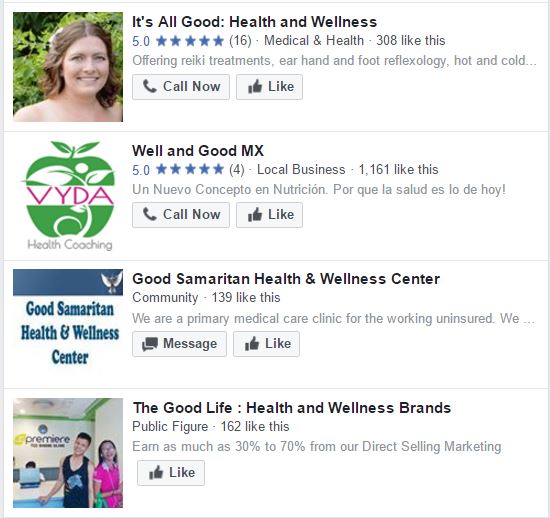 It's All Good: Health and Wellness
5.0 ★★★★★ (16) · Medical & Health · 308 like this
Offering reiki treatments, ear hand and foot reflexology, hot and cold...
Call Now Like
VYDA
Health Coaching
Well and Good MX
5.0 ★★★★★ (4) · Local Business · 1,161 like this
Un Nuevo Concepto en Nutrición. Por que la salud es lo de hoy!
Call Now Like
Good Samaritan
Health & Wellness
Center
Good Samaritan Health & Wellness Center
Community · 139 like this
We are a primary medical care clinic for the working uninsured. We ...
Message Like
premiere
The Good Life : Health and Wellness Brands
Public Figure · 162 like this
Earn as much as 30% to 70% from our Direct Selling Marketing
Like